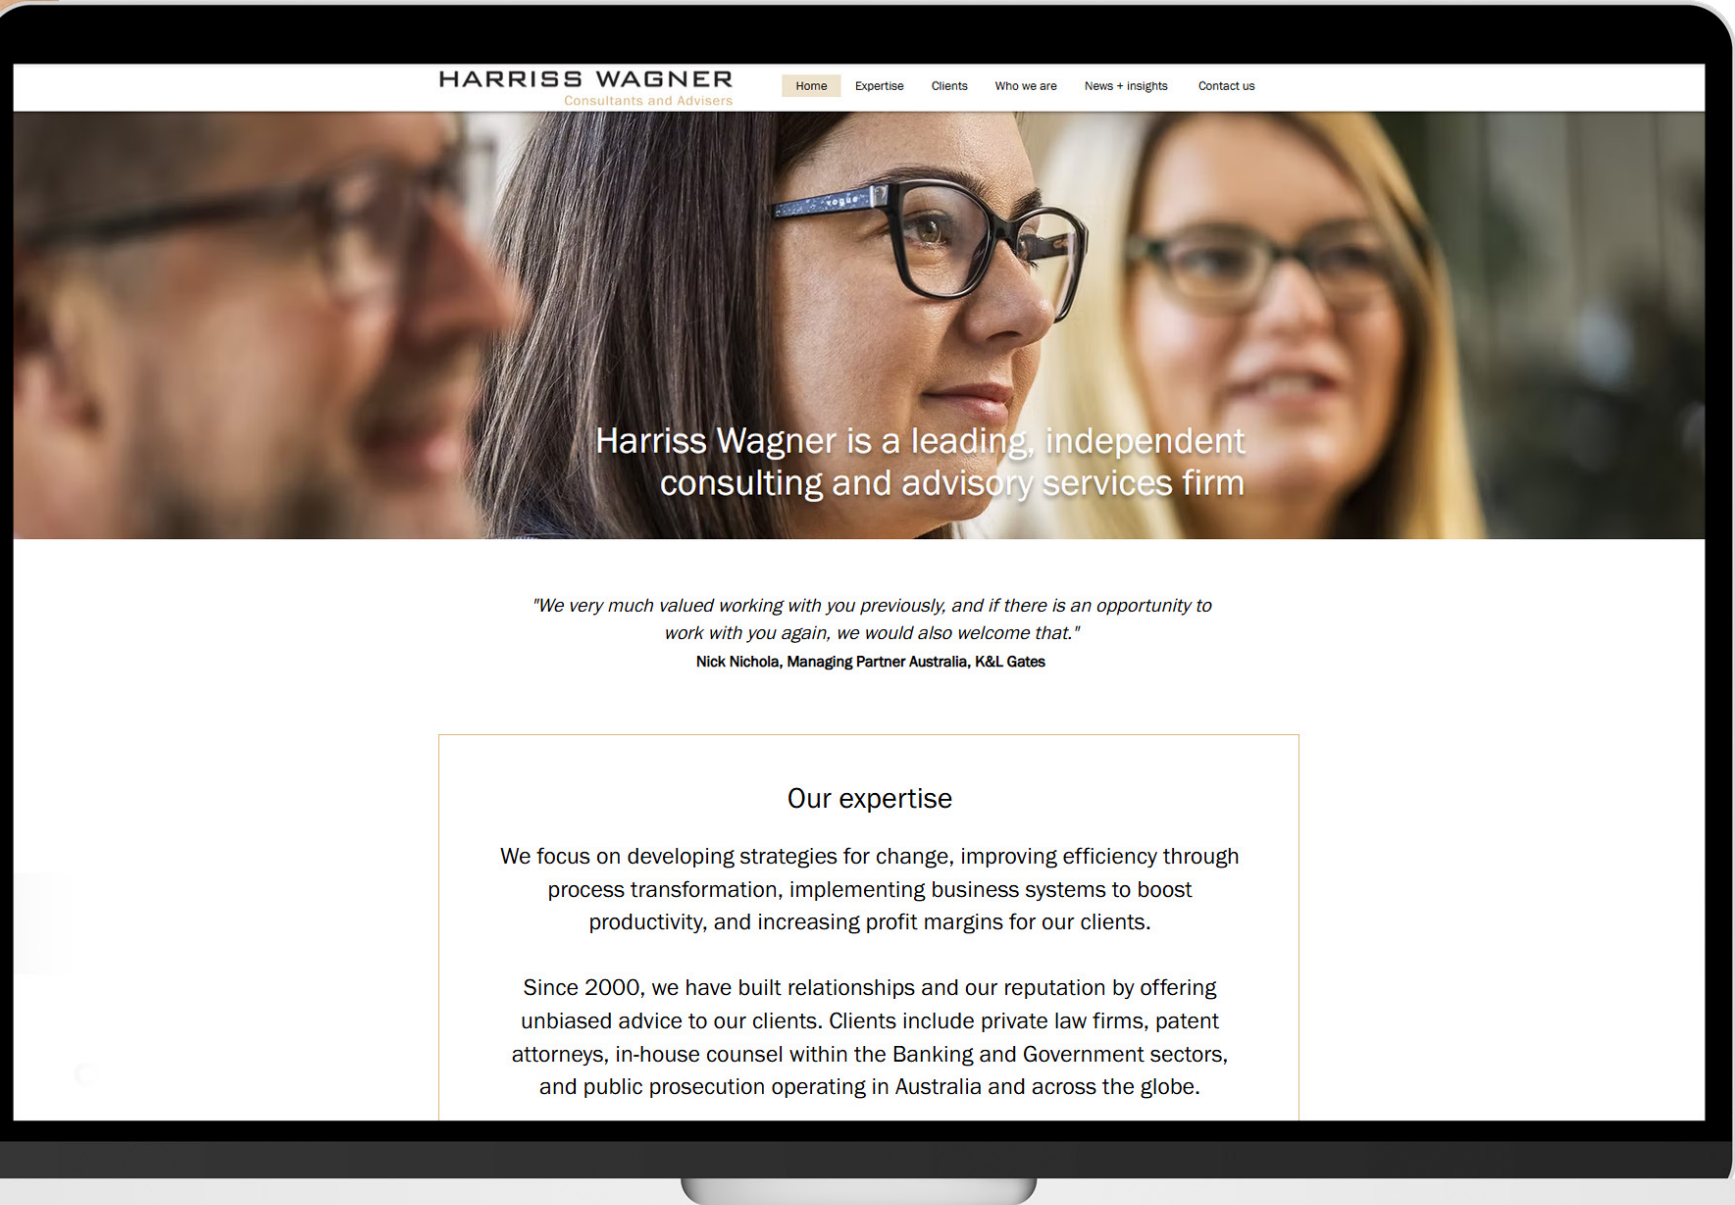 HARRISS WAGNER
Consultants and Advisers
Home Expertise Clients Who we are News + insights Contact us
vogue
Harriss Wagner is a leading, independent
consulting and advisory services firm
"We very much valued working with you previously, and if there is an opportunity to
work with you again, we would also welcome that."
Nick Nichola, Managing Partner Australia, K&L Gates
Our expertise
We focus on developing strategies for change, improving efficiency through
process transformation, implementing business systems to boost
productivity, and increasing profit margins for our clients.
Since 2000, we have built relationships and our reputation by offering
unbiased advice to our clients. Clients include private law firms, patent
attorneys, in-house counsel within the Banking and Government sectors,
and public prosecution operating in Australia and across the globe.